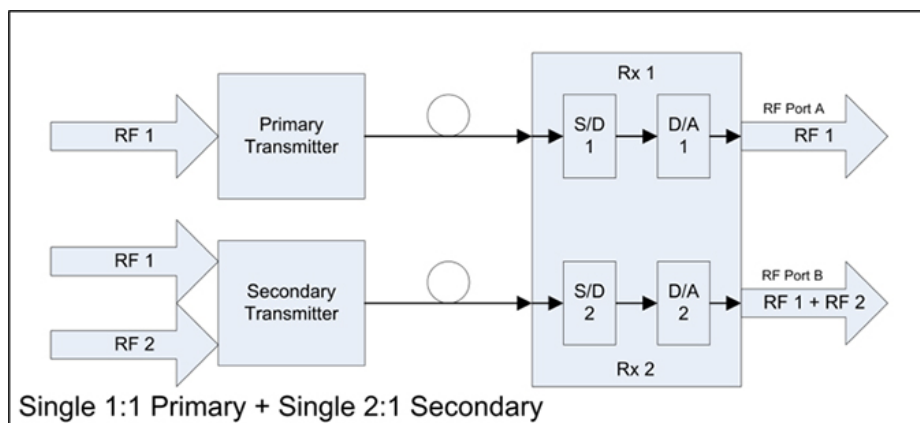 RF 1
Primary
Transmitter
Rx 1
S/D
1
D/A
1
RF Port A
RF 1
RF 1
RF 2
Secondary
Transmitter
S/D
2
D/A
2
Rx 2
RF Port B
RF 1 + RF 2
Single 1:1 Primary + Single 2:1 Secondary